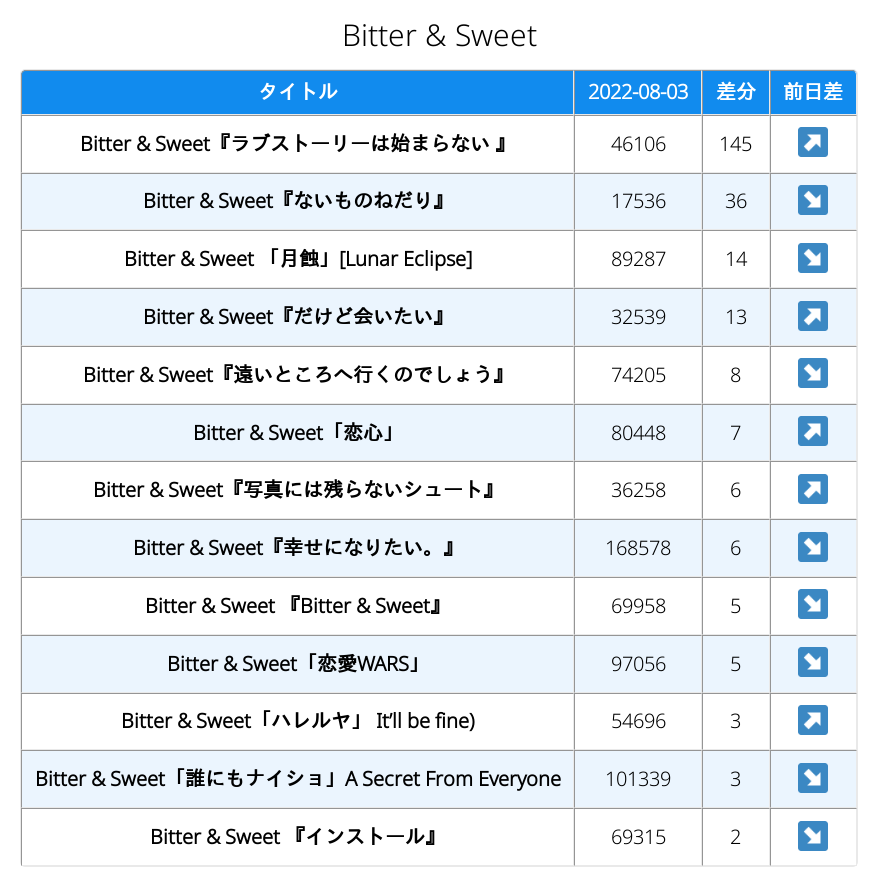 Bitter & Sweet
タイトル 2022-08-03 差分 前日差
Bitter & Sweet『ラブストーリーは始まらない 』 46106 145 ↗
Bitter & Sweet『ないものねだり』 17536 36 ↘
Bitter & Sweet 「月蝕」[Lunar Eclipse] 89287 14 ↘
Bitter & Sweet『だけど会いたい』 32539 13 ↗
Bitter & Sweet『遠いところへ行くのでしょう』 74205 8 ↘
Bitter & Sweet「恋心」 80448 7 ↗
Bitter & Sweet『写真には残らないシュート』 36258 6 ↗
Bitter & Sweet『幸せになりたい。』 168578 6 ↘
Bitter & Sweet 『Bitter & Sweet』 69958 5 ↘
Bitter & Sweet「恋愛WARS」 97056 5 ↘
Bitter & Sweet「ハレルヤ」 It’ll be fine) 54696 3 ↗
Bitter & Sweet「誰にもナイショ」A Secret From Everyone 101339 3 ↘
Bitter & Sweet 『インストール』 69315 2 ↘